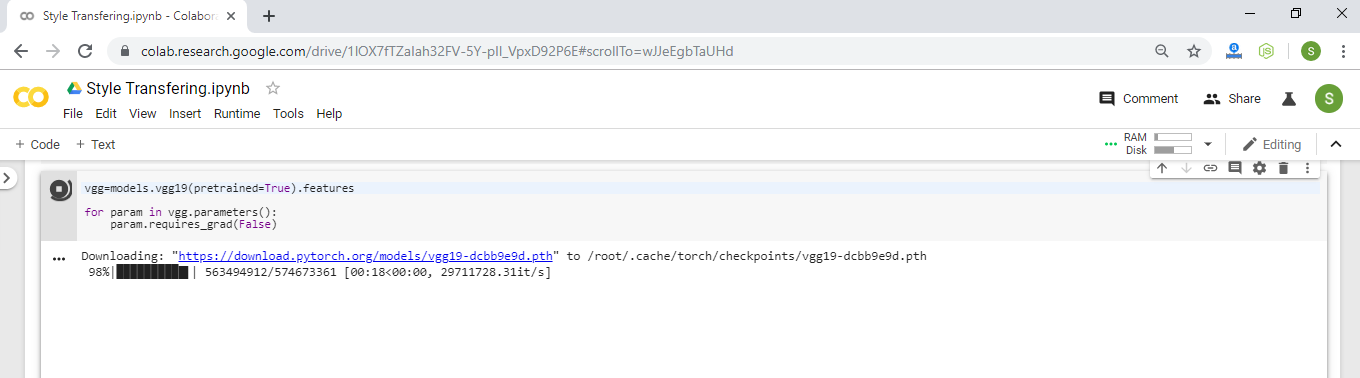 Style Transfering.ipynb - Colabor
colab.research.google.com/drive/1IOX7fTZaIah32FV-5Y-pII_VpxD92P6E#scrollTo=wJJeEgbTaUHd
a
S
Style Transfering.ipynb
File Edit View Insert Runtime Tools Help
Comment
Share
S
+ Code + Text
RAM
Disk
Editing
vgg=models.vgg19(pretrained=True).features
for param in vgg.parameters():
param.requires_grad(False)
Downloading: "https://download.pytorch.org/models/vgg19-dcbb9e9d.pth" to /root/.cache/torch/checkpoints/vgg19-dcbb9e9d.pth
98%|██████████| 563494912/574673361 [00:18<00:00, 29711728.31it/s]